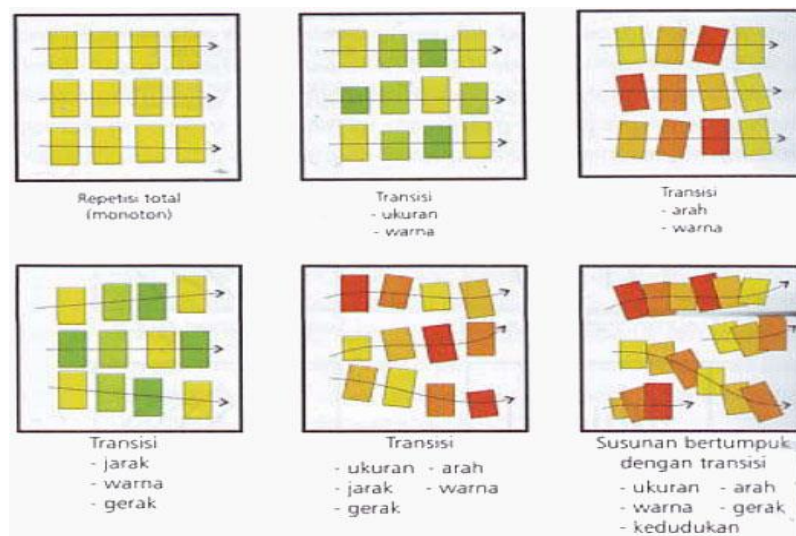 Repetisi total
(monoton)
Transisi
- ukuran
- warna
Transisi
- arah
- warna
Transisi
- jarak
- warna
- gerak
Transisi
- ukuran - arah
- jarak - warna
- gerak
Susunan bertumpuk
dengan transisi
- ukuran - arah
- warna - gerak
- kedudukan